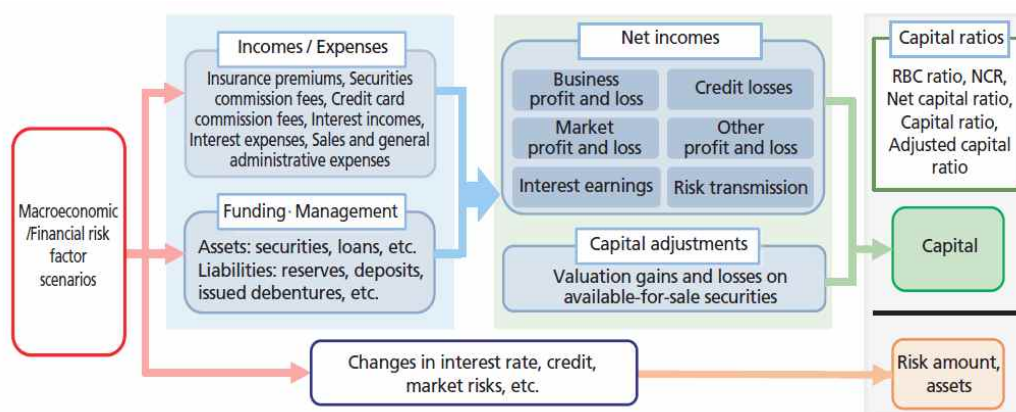 Macroeconomic
/Financial risk
factor
scenarios
Incomes / Expenses
Insurance premiums, Securities
commission fees, Credit card
commission fees, Interest incomes,
Interest expenses, Sales and general
administrative expenses
Funding · Management
Assets: securities, loans, etc.
Liabilities: reserves, deposits,
issued debentures, etc.
Changes in interest rate, credit,
market risks, etc.
Net incomes
Business
profit and loss
Credit losses
Market
profit and loss
Other
profit and loss
Interest earnings
Risk transmission
Capital adjustments
Valuation gains and losses on
available-for-sale securities
Capital ratios
RBC ratio, NCR,
Net capital ratio,
Capital ratio,
Adjusted capital
ratio
Capital
Risk amount,
assets